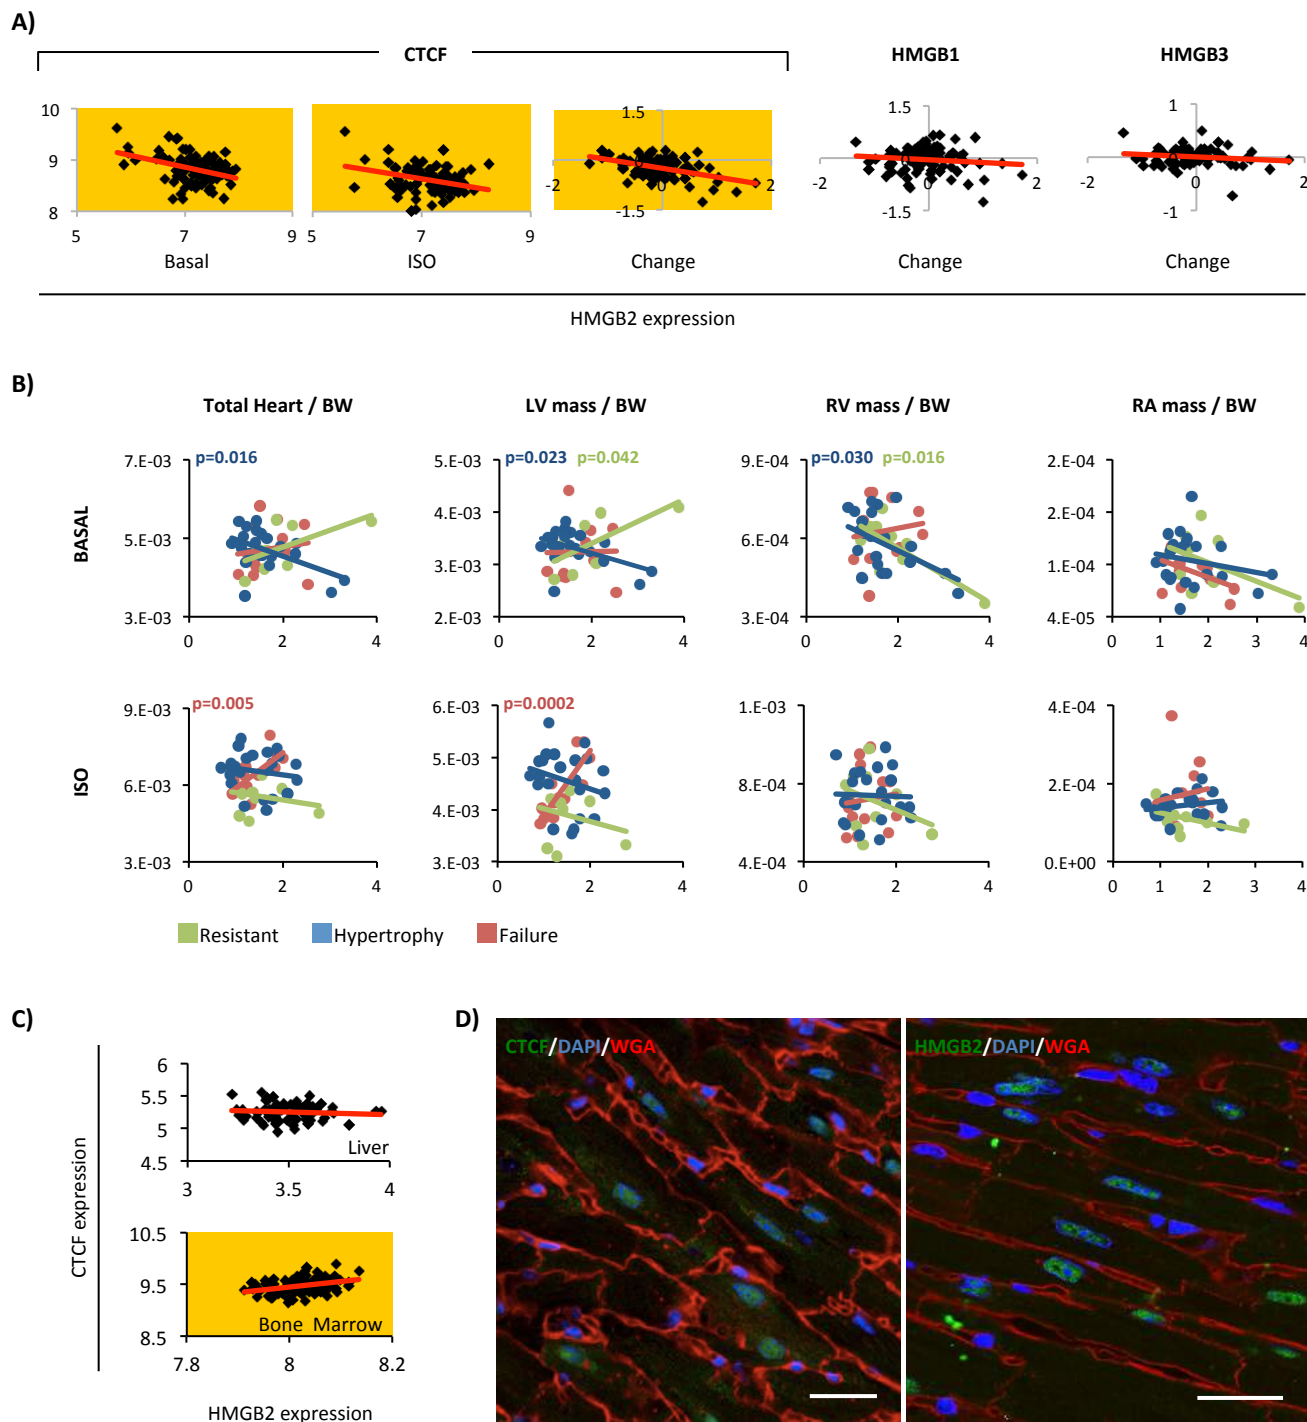 A)
CTCF HMGB1 HMGB3
10 9 8 5 7 9 Basal
5 7 9 ISO
1.5 0 -1.5 -2 0 2 Change
1.5 0 -1.5 -2 0 2 Change
1 0 -1 -2 0 2 Change
HMGB2 expression
B)
Total Heart / BW LV mass / BW RV mass / BW RA mass / BW
BASAL
p=0.016
7.E-03
5.E-03
3.E-03
0 2 4
p=0.023 p=0.042
5.E-03
4.E-03
3.E-03
2.E-03
0 2 4
p=0.030 p=0.016
9.E-04
6.E-04
3.E-04
0 2 4
2.E-04
2.E-04
1.E-04
4.E-05
0 1 2 3 4
ISO
p=0.005
9.E-03
6.E-03
3.E-03
0 2 4
p=0.0002
6.E-03
5.E-03
4.E-03
3.E-03
0 2 4
1.E-03
7.E-04
4.E-04
0 2 4
4.E-04
2.E-04
0.E+00
0 1 2 3 4
Resistant Hypertrophy Failure
C)
CTCF expression
6
5.5
5
4.5
Liver
3 3.5 4
10.5
9.5
8.5
Bone Marrow
7.8 8 8.2
HMGB2 expression
D)
CTCF/DAPI/WGA
HMGB2/DAPI/WGA